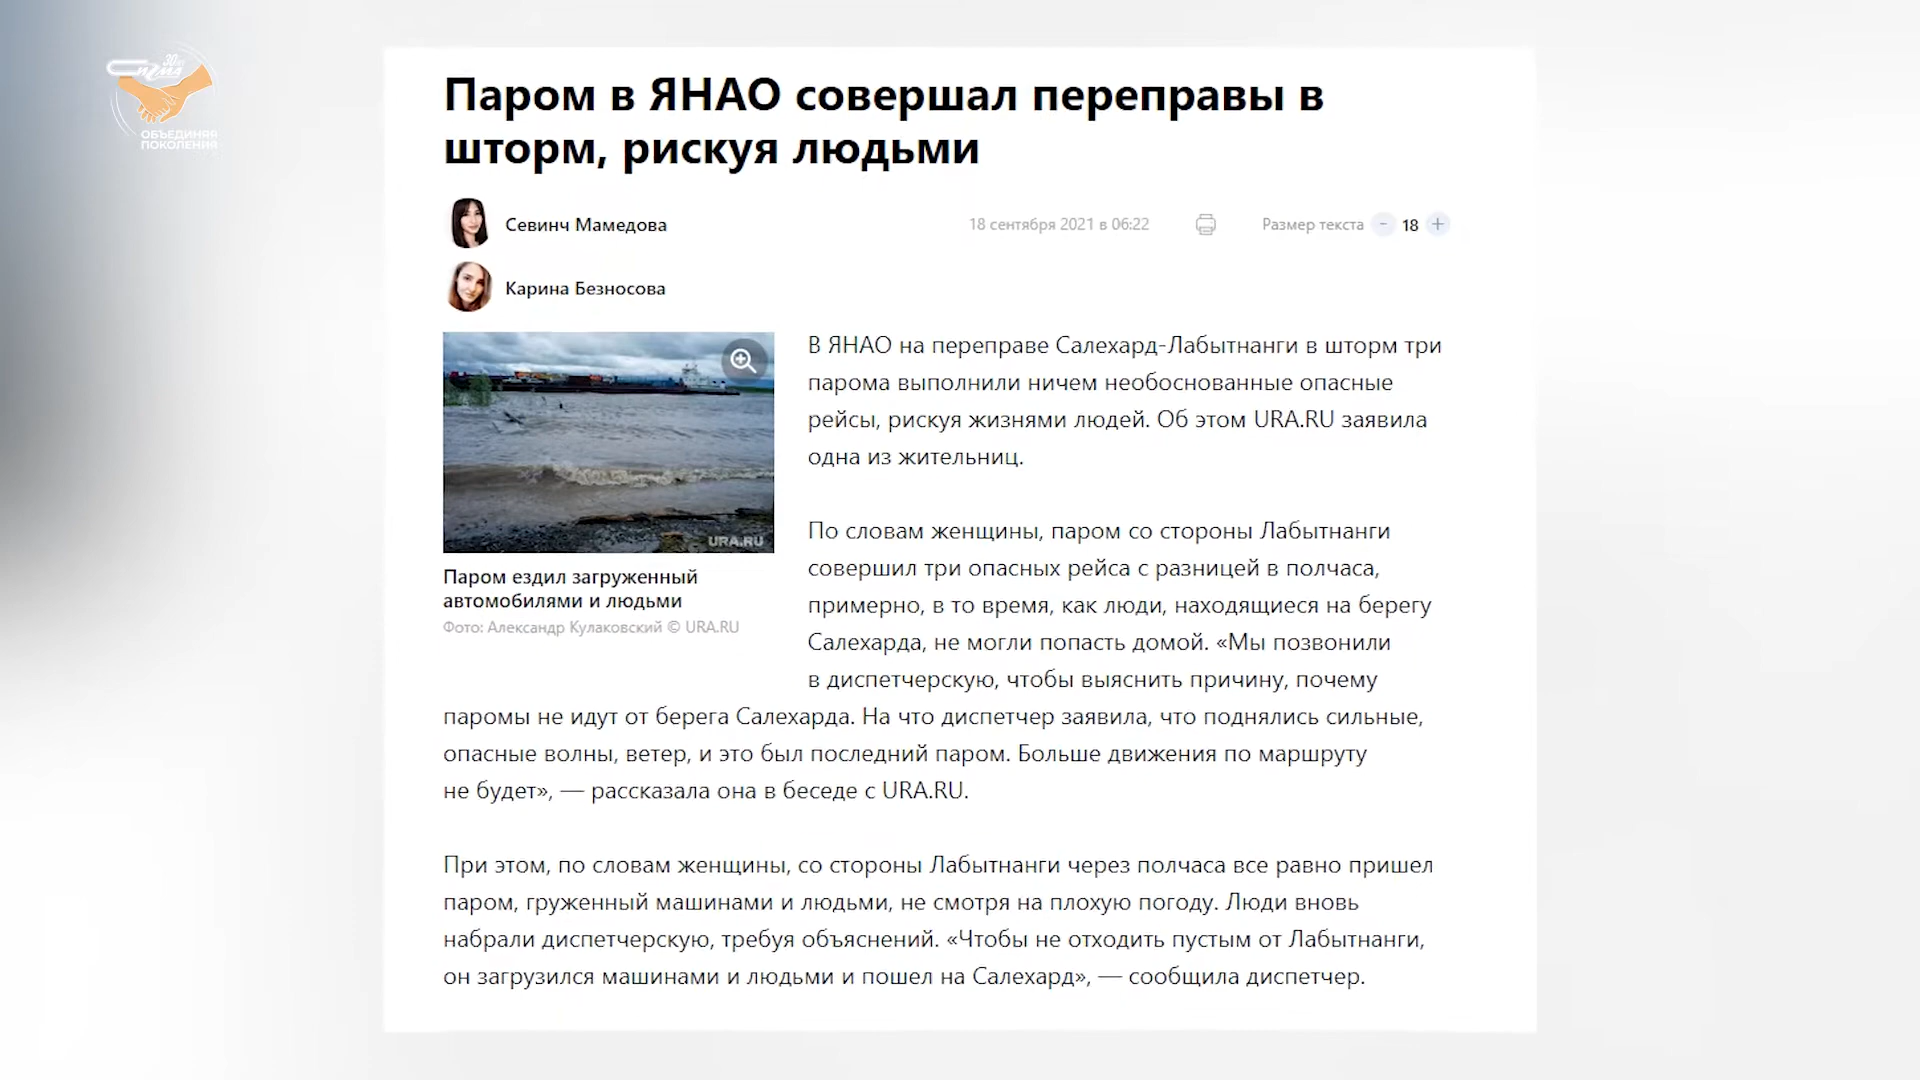 30 лет
Сигма
ОБЪЕДИНЯЯ
ПОКОЛЕНИЯ
Паром в ЯНАО совершал переправы в
шторм, рискуя людьми
Севинч Мамедова
18 сентября 2021 в 06:22
Размер текста - 18 +
Карина Безносова
URA.RU
Паром ездил загруженный
автомобилями и людьми
Фото: Александр Кулаковский © URA.RU
В ЯНАО на переправе Салехард-Лабытнанги в шторм три
парома выполнили ничем необоснованные опасные
рейсы, рискуя жизнями людей. Об этом URA.RU заявила
одна из жительниц.
По словам женщины, паром со стороны Лабытнанги
совершил три опасных рейса с разницей в полчаса,
примерно, в то время, как люди, находящиеся на берегу
Салехарда, не могли попасть домой. «Мы позвонили
в диспетчерскую, чтобы выяснить причину, почему
паромы не идут от берега Салехарда. На что диспетчер заявила, что поднялись сильные,
опасные волны, ветер, и это был последний паром. Больше движения по маршруту
не будет», — рассказала она в беседе с URA.RU.
При этом, по словам женщины, со стороны Лабытнанги через полчаса все равно пришел
паром, груженный машинами и людьми, не смотря на плохую погоду. Люди вновь
набрали диспетчерскую, требуя объяснений. «Чтобы не отходить пустым от Лабытнанги,
он загрузился машинами и людьми и пошел на Салехард», — сообщила диспетчер.